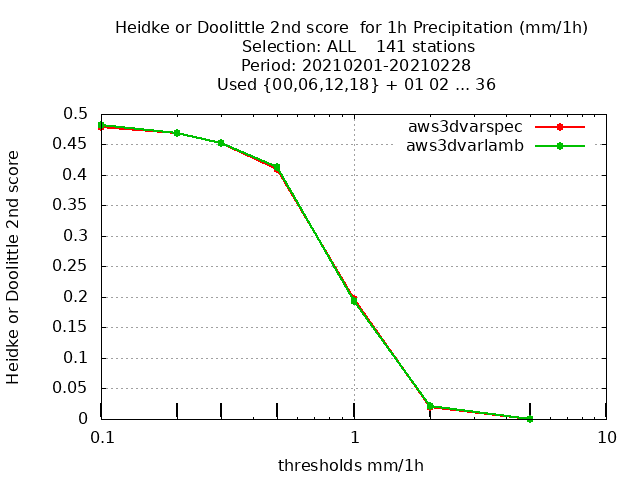 Heidke or Doolittle 2nd score  for 1h Precipitation (mm/1h)
Selection: ALL    141 stations
Period: 20210201-20210228
Used {00,06,12,18} + 01 02 ... 36
aws3dvarspec
aws3dvarlamb
0.5
0.45
0.4
0.35
0.3
0.25
0.2
0.15
0.1
0.05
0
Heidke or Doolittle 2nd score
0.1 1 10
thresholds mm/1h